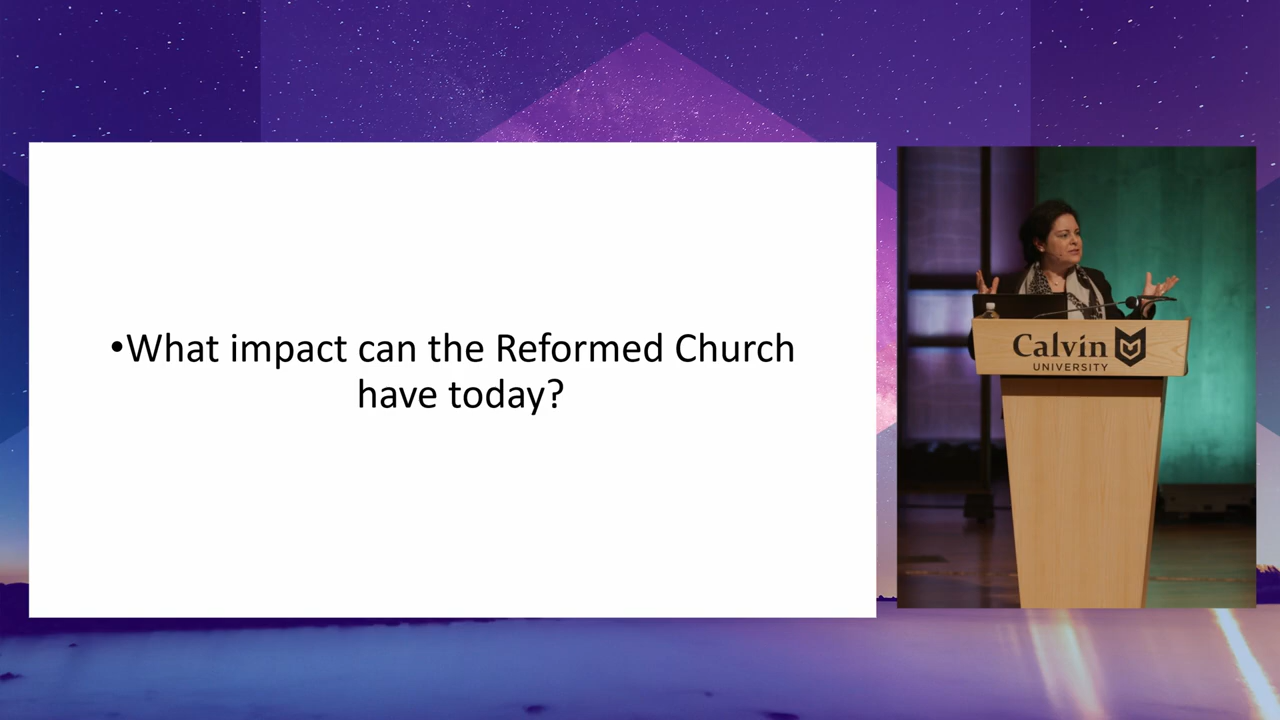 •What impact can the Reformed Church
have today?
Calvin
UNIVERSITY